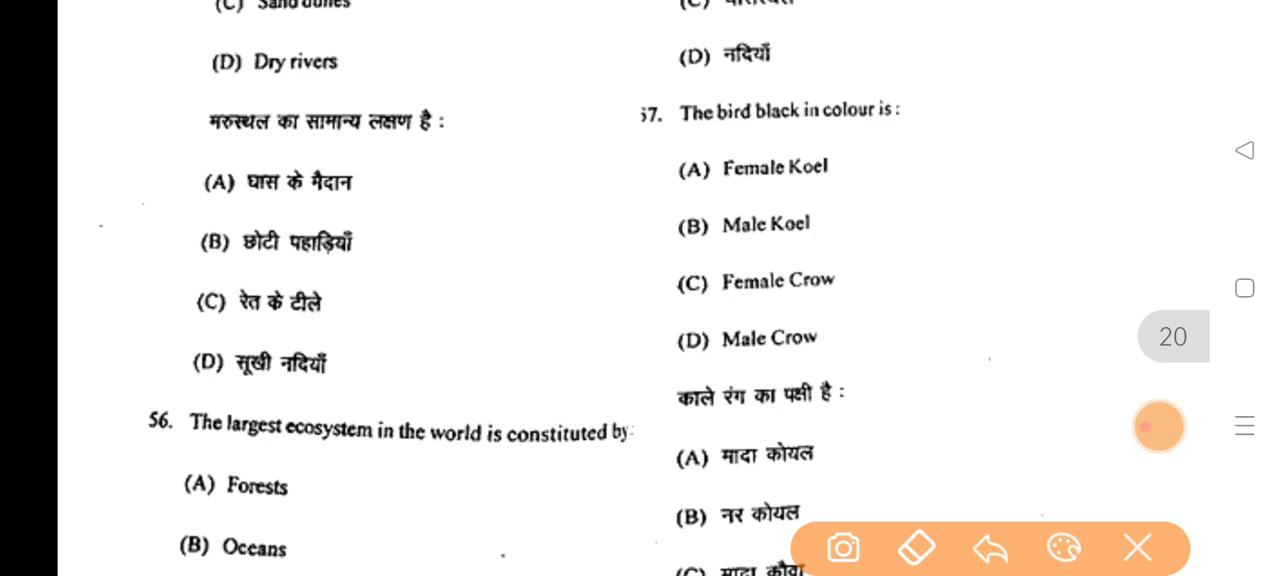 (C) Sand dunes
(D) Dry rivers
मरुस्थल का सामान्य लक्षण है :
(A) घास के मैदान
(B) छोटी पहाड़ियाँ
(C) रेत के टीले
(D) सूखी नदियाँ
56. The largest ecosystem in the world is constituted by:
(A) Forests
(B) Oceans
(C)
(D) नदियाँ
57. The bird black in colour is :
(A) Female Koel
(B) Male Koel
(C) Female Crow
(D) Male Crow
काले रंग का पक्षी है :
(A) मादा कोयल
(B) नर कोयल
(C) मादा कौवा
20